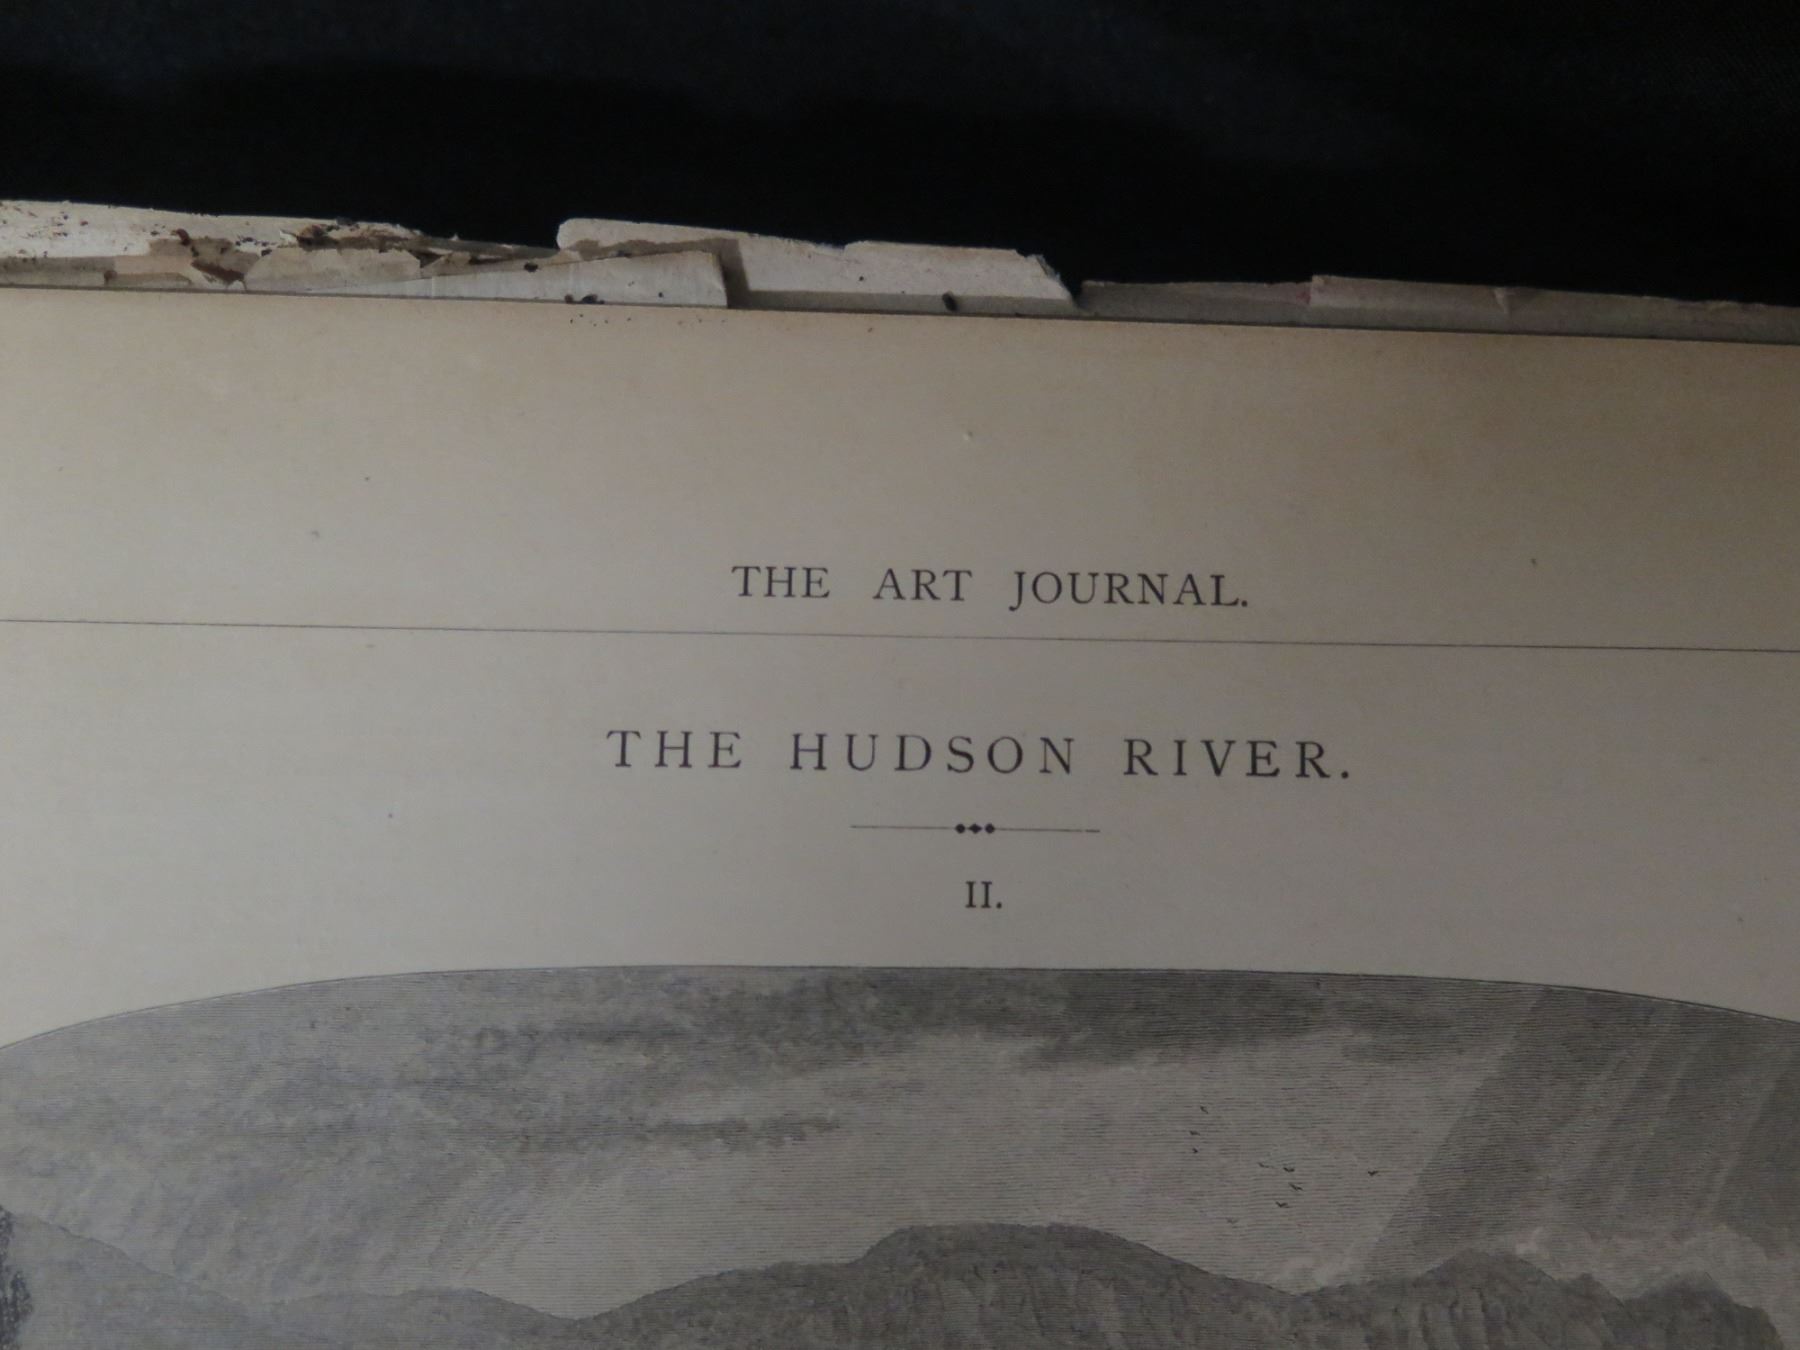 THE ART JOURNAL.
THE HUDSON RIVER.
II.